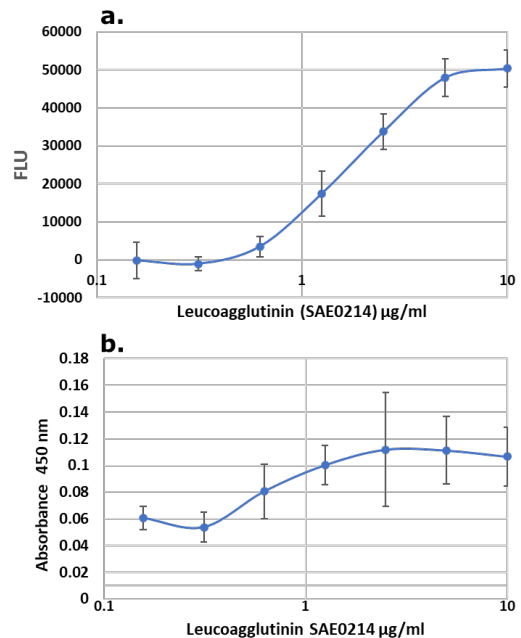 a.
60000
50000
40000
30000
20000
10000
0
-10000
FLU
0.1 1 10
Leucoagglutinin (SAE0214) µg/ml
b.
0.18
0.16
0.14
0.12
0.1
0.08
0.06
0.04
0.02
0
Absorbance 450 nm
0.1 1 10
Leucoagglutinin SAE0214 µg/ml